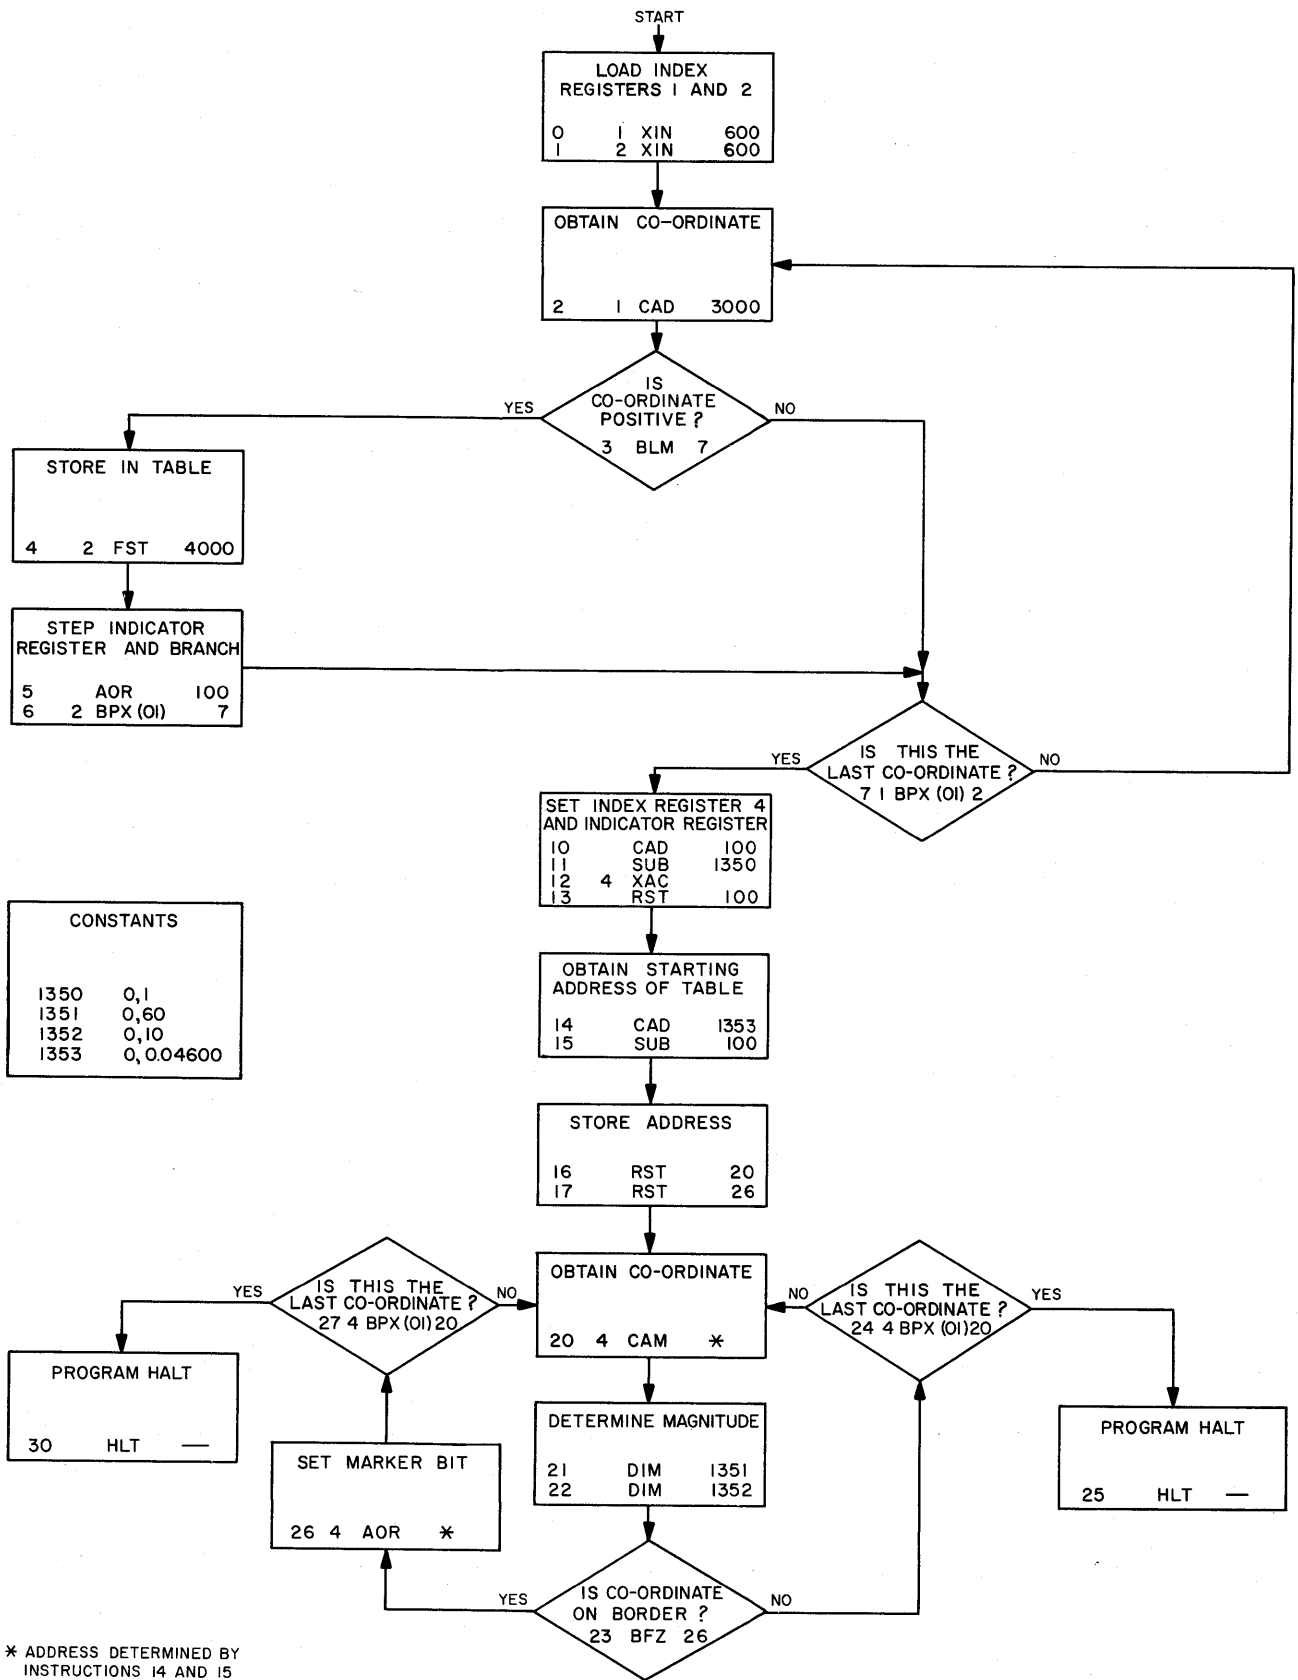 START
LOAD INDEX
REGISTERS 1 AND 2
0 1 XIN 600
1 2 XIN 600
OBTAIN CO-ORDINATE
2 1 CAD 3000
IS
CO-ORDINATE
POSITIVE ?
3 BLM 7
YES
NO
STORE IN TABLE
4 2 FST 4000
STEP INDICATOR
REGISTER AND BRANCH
5 AOR 100
6 2 BPX (01) 7
IS THIS THE
LAST CO-ORDINATE ?
7 1 BPX (01) 2
YES
NO
SET INDEX REGISTER 4
AND INDICATOR REGISTER
10 CAD 100
11 SUB 1350
12 4 XAC
13 RST 100
CONSTANTS
1350 0,1
1351 0,60
1352 0,10
1353 0,0.04600
OBTAIN STARTING
ADDRESS OF TABLE
14 CAD 1353
15 SUB 100
STORE ADDRESS
16 RST 20
17 RST 26
YES
IS THIS THE
LAST CO-ORDINATE ?
27 4 BPX (01) 20
NO
OBTAIN CO-ORDINATE
20 4 CAM *
NO
IS THIS THE
LAST CO-ORDINATE ?
24 4 BPX (01) 20
YES
PROGRAM HALT
30 HLT —
SET MARKER BIT
26 4 AOR *
DETERMINE MAGNITUDE
21 DIM 1351
22 DIM 1352
PROGRAM HALT
25 HLT —
YES
IS CO-ORDINATE
ON BORDER ?
23 BFZ 26
NO
* ADDRESS DETERMINED BY
INSTRUCTIONS 14 AND 15